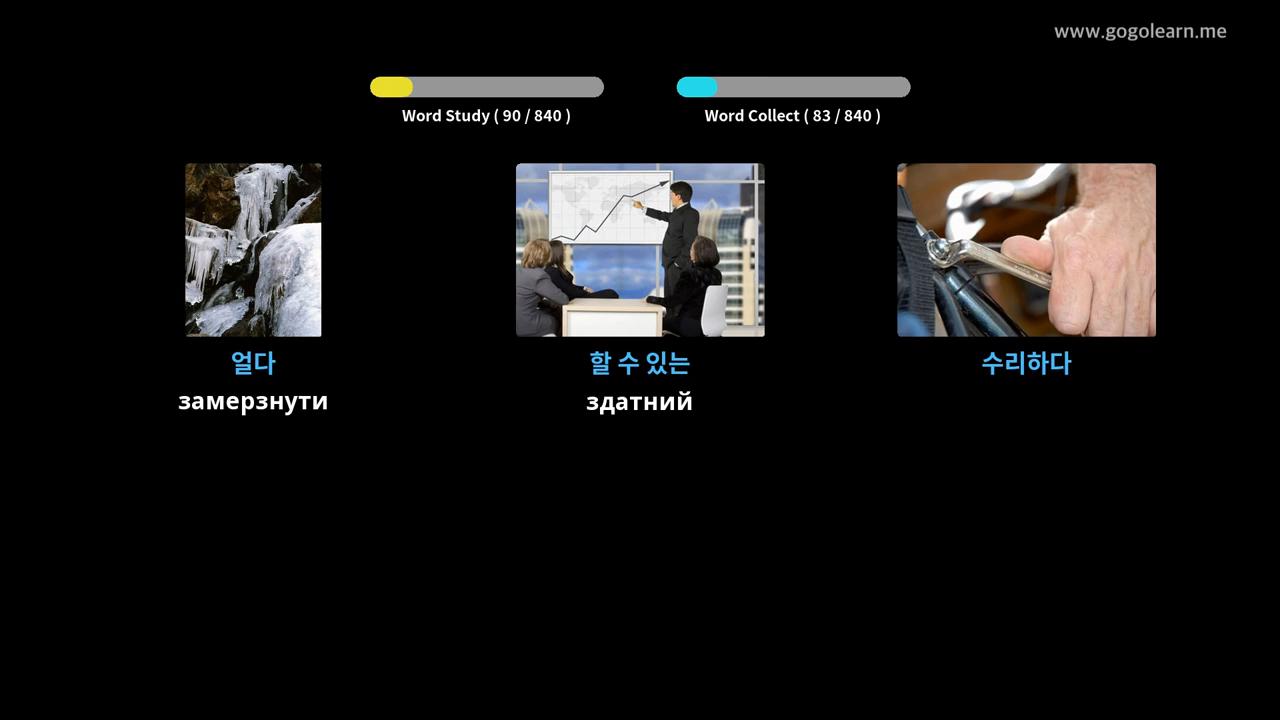 www.gogolearn.me
Word Study ( 90 / 840 )
Word Collect ( 83 / 840 )
얼다
замерзнути
할 수 있는
здатний
수리하다